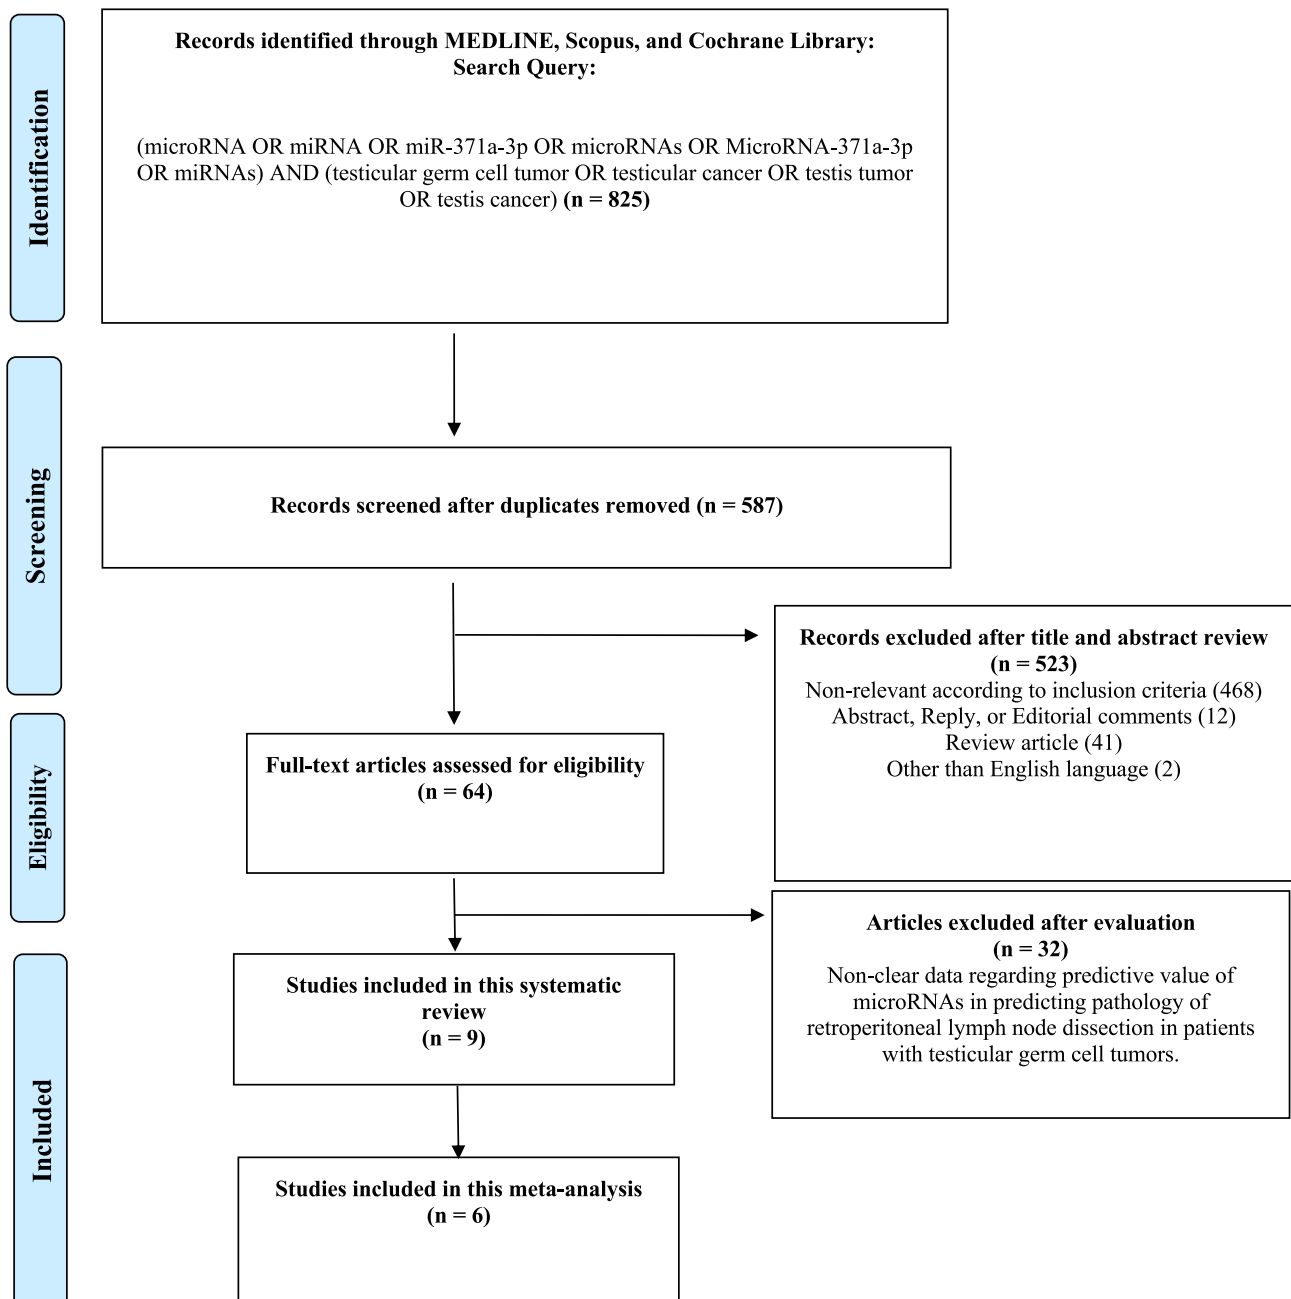 Identification
Records identified through MEDLINE, Scopus, and Cochrane Library:
Search Query:
(microRNA OR miRNA OR miR-371a-3p OR microRNAs OR MicroRNA-371a-3p
OR miRNAs) AND (testicular germ cell tumor OR testicular cancer OR testis tumor
OR testis cancer) (n = 825)
Screening
Records screened after duplicates removed (n = 587)
Records excluded after title and abstract review
(n = 523)
Non-relevant according to inclusion criteria (468)
Abstract, Reply, or Editorial comments (12)
Review article (41)
Other than English language (2)
Eligibility
Full-text articles assessed for eligibility
(n = 64)
Articles excluded after evaluation
(n = 32)
Non-clear data regarding predictive value of
microRNAs in predicting pathology of
retroperitoneal lymph node dissection in patients
with testicular germ cell tumors.
Included
Studies included in this systematic
review
(n = 9)
Studies included in this meta-analysis
(n = 6)